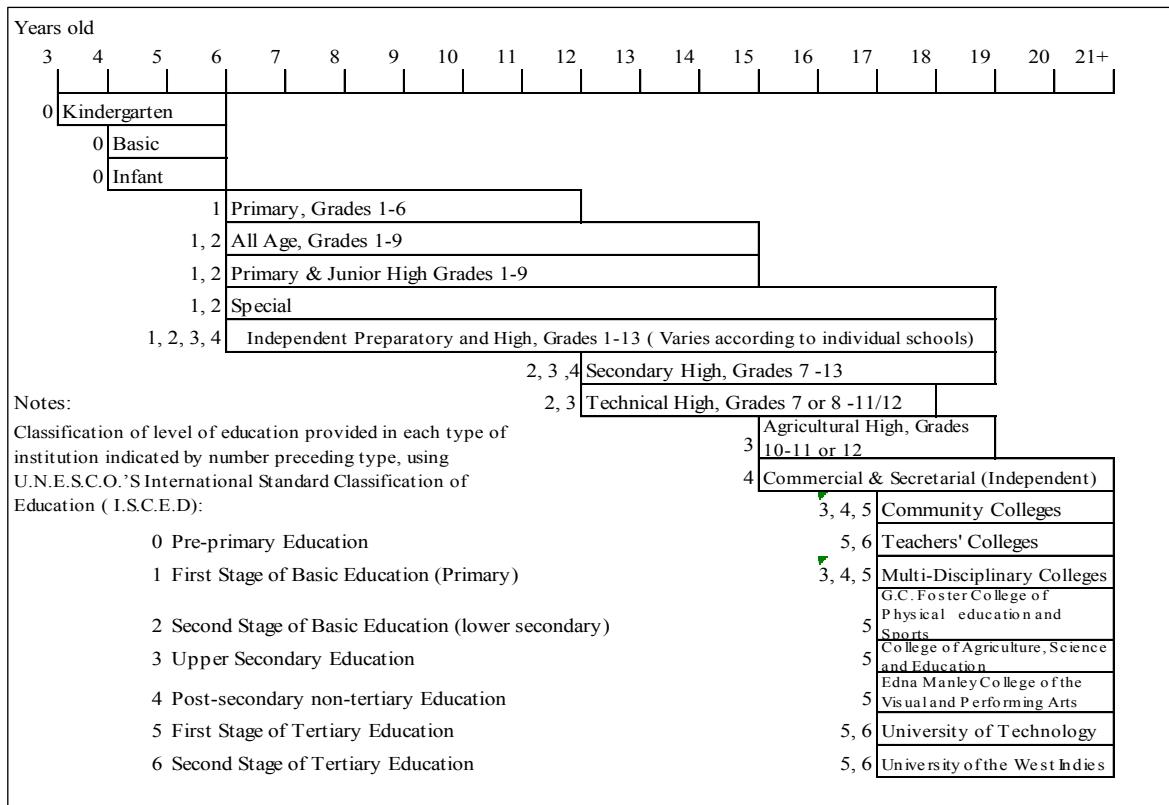 Years old
3 4 5 6 7 8 9 10 11 12 13 14 15 16 17 18 19 20 21+
0 Kindergarten
0 Basic
0 Infant
1 Primary, Grades 1-6
1, 2 All Age, Grades 1-9
1, 2 Primary & Junior High Grades 1-9
1, 2 Special
1, 2, 3, 4 Independent Preparatory and High, Grades 1-13 ( Varies according to individual schools)
2, 3 ,4 Secondary High, Grades 7 -13
2, 3 Technical High, Grades 7 or 8 -11/12
3 Agricultural High, Grades
10-11 or 12
4 Commercial & Secretarial (Independent)
3, 4, 5 Community Colleges
5, 6 Teachers' Colleges
3, 4, 5 Multi-Disciplinary Colleges
5 G.C. Foster College of
Physical education and
Sports
5 College of Agriculture, Science
and Education
5 Edna Manley College of the
Visual and Performing Arts
5, 6 University of Technology
5, 6 University of the West Indies
Notes:
Classification of level of education provided in each type of
institution indicated by number preceding type, using
U.N.E.S.C.O.'S International Standard Classification of
Education ( I.S.C.E.D):
0 Pre-primary Education
1 First Stage of Basic Education (Primary)
2 Second Stage of Basic Education (lower secondary)
3 Upper Secondary Education
4 Post-secondary non-tertiary Education
5 First Stage of Tertiary Education
6 Second Stage of Tertiary Education